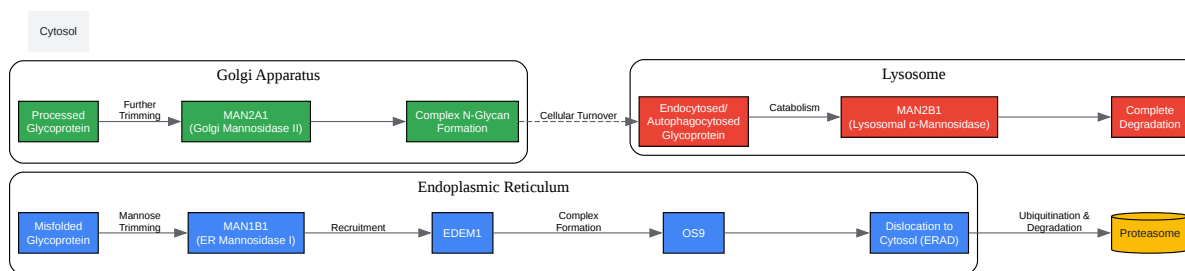 Cytosol
Golgi Apparatus
Processed
Glycoprotein
Further
Trimming
MAN2A1
(Golgi Mannosidase II)
Complex N-Glycan
Formation
Cellular Turnover
Lysosome
Endocytosed/
Autophagocytosed
Glycoprotein
Catabolism
MAN2B1
(Lysosomal α-Mannosidase)
Complete
Degradation
Endoplasmic Reticulum
Misfolded
Glycoprotein
Mannose
Trimming
MAN1B1
(ER Mannosidase I)
Recruitment
EDEM1
Complex
Formation
OS9
Dislocation to
Cytosol (ERAD)
Ubiquitination &
Degradation
Proteasome